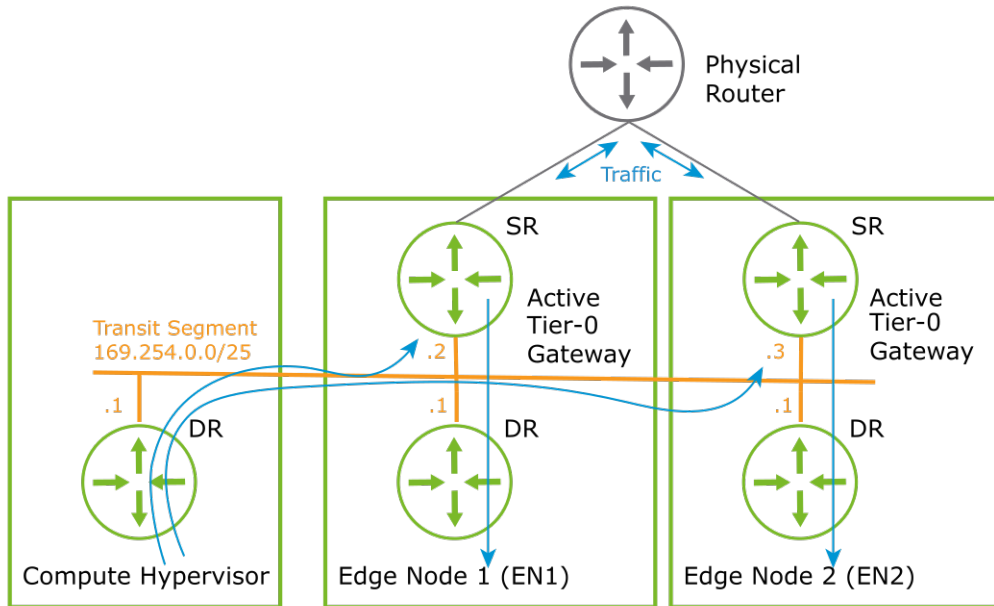 Physical
Router
Traffic
SR
SR
Active
Tier-0
Gateway
Active
Tier-0
Gateway
Transit Segment
169.254.0.0/25
.2
.3
.1
.1
.1
DR
DR
DR
Compute Hypervisor
Edge Node 1 (EN1)
Edge Node 2 (EN2)